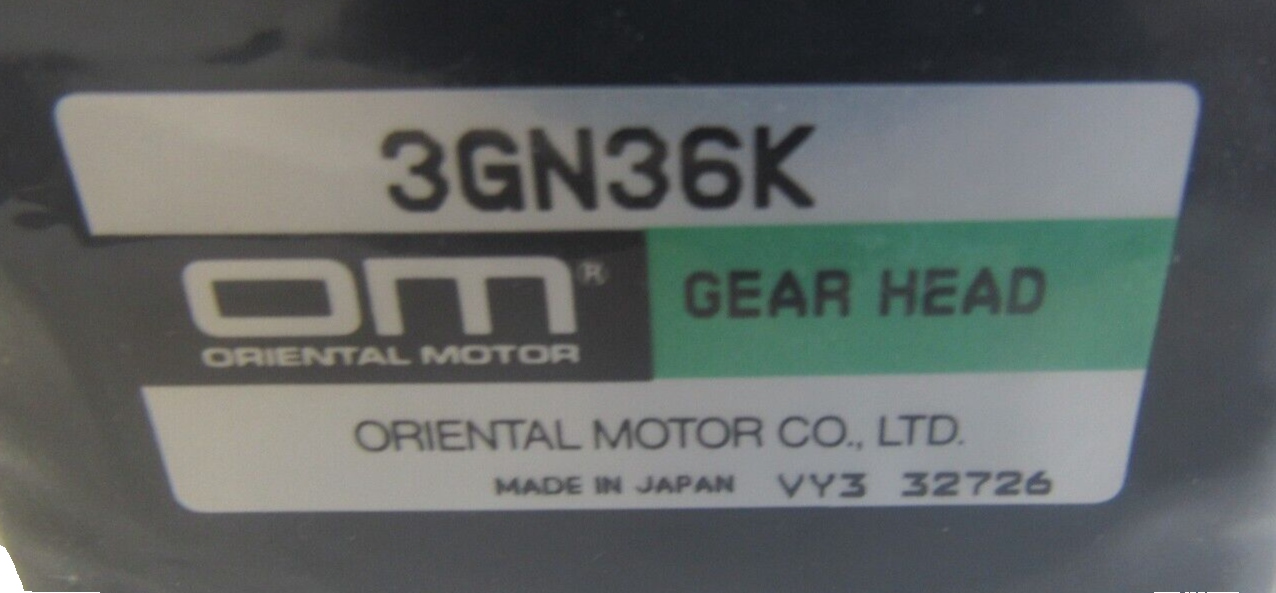 3GN36K
om®
ORIENTAL MOTOR
GEAR HEAD
ORIENTAL MOTOR CO., LTD.
MADE IN JAPAN VY3 32726